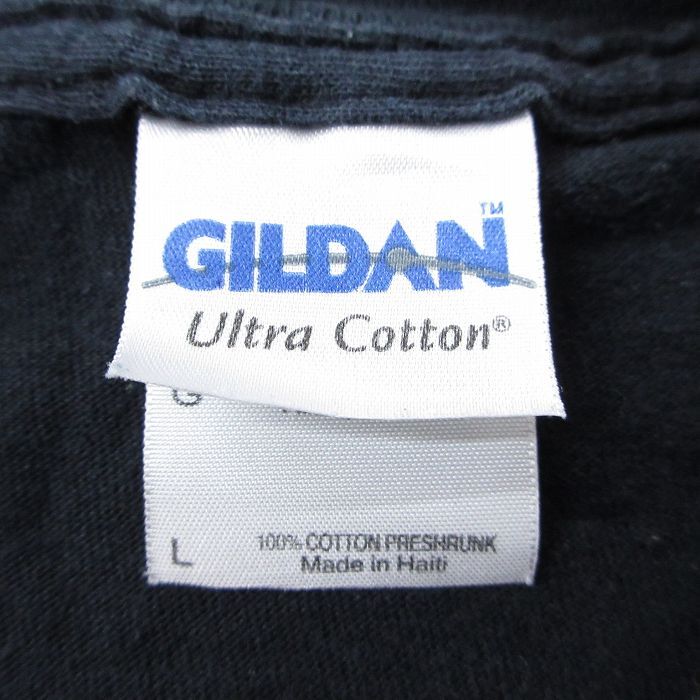 GILDAN™
Ultra Cotton®
G
L
100% COTTON PRESHRUNK
Made in Haiti